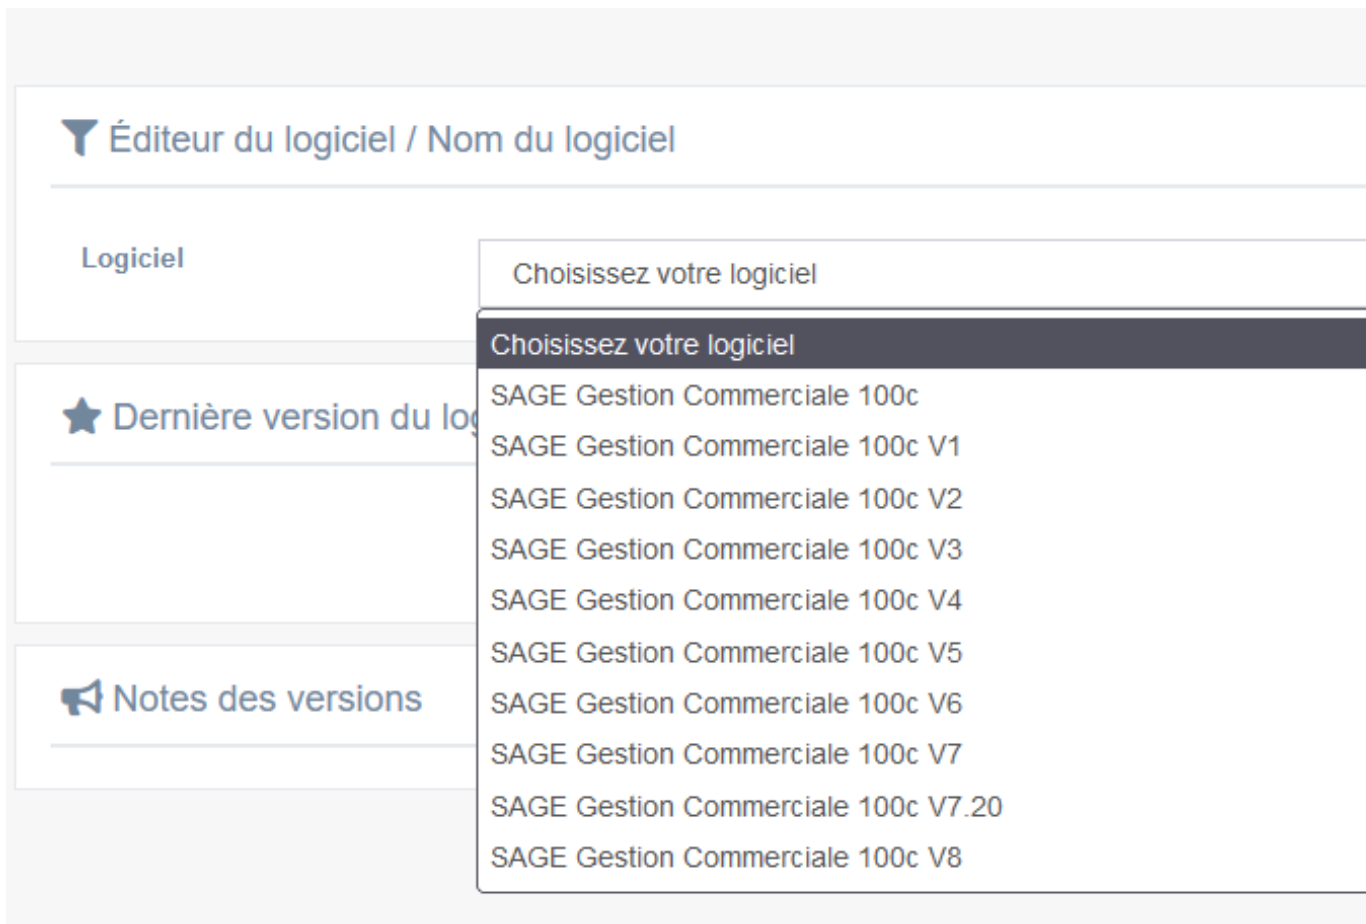 Éditeur du logiciel / Nom du logiciel
Logiciel
Choisissez votre logiciel
Choisissez votre logiciel
SAGE Gestion Commerciale 100c
SAGE Gestion Commerciale 100c V1
SAGE Gestion Commerciale 100c V2
SAGE Gestion Commerciale 100c V3
SAGE Gestion Commerciale 100c V4
SAGE Gestion Commerciale 100c V5
SAGE Gestion Commerciale 100c V6
SAGE Gestion Commerciale 100c V7
SAGE Gestion Commerciale 100c V7.20
SAGE Gestion Commerciale 100c V8
Dernière version du
Notes des versions